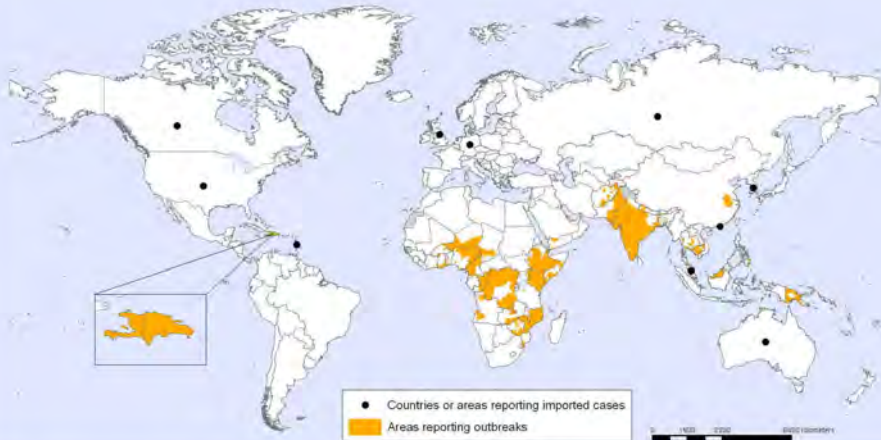 Countries or areas reporting imported cases
Areas reporting outbreaks